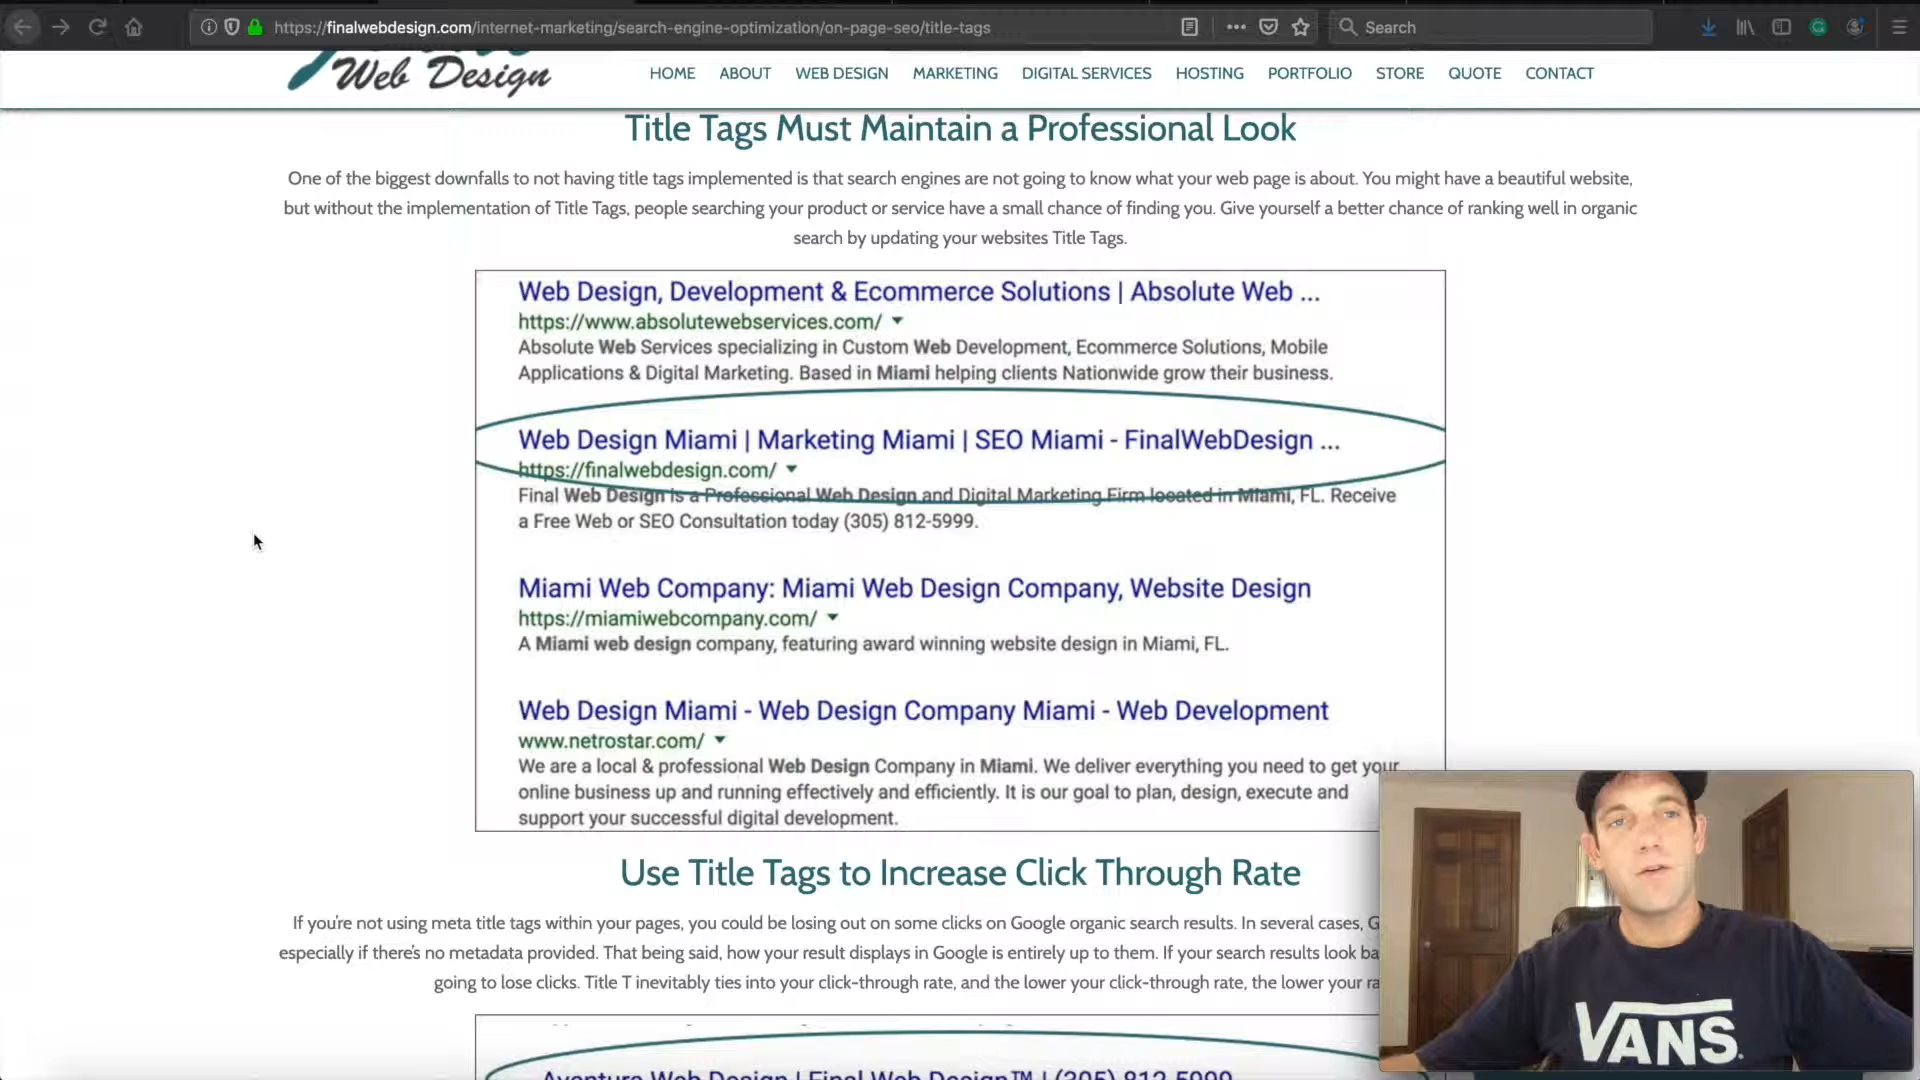 https://finalwebdesign.com/internet-marketing/search-engine-optimization/on-page-seo/title-tags
Search
Web Design
HOME ABOUT WEB DESIGN MARKETING DIGITAL SERVICES HOSTING PORTFOLIO STORE QUOTE CONTACT
Title Tags Must Maintain a Professional Look
One of the biggest downfalls to not having title tags implemented is that search engines are not going to know what your web page is about. You might have a beautiful website,
but without the implementation of Title Tags, people searching your product or service have a small chance of finding you. Give yourself a better chance of ranking well in organic
search by updating your websites Title Tags.
Web Design, Development & Ecommerce Solutions | Absolute Web ...
https://www.absolutewebservices.com/
Absolute Web Services specializing in Custom Web Development, Ecommerce Solutions, Mobile
Applications & Digital Marketing. Based in Miami helping clients Nationwide grow their business.
Web Design Miami | Marketing Miami | SEO Miami - FinalWebDesign ...
https://finalwebdesign.com/
Final Web Design is a Professional Web Design and Digital Marketing Firm located in Miami, FL. Receive
a Free Web or SEO Consultation today (305) 812-5999.
Miami Web Company: Miami Web Design Company, Website Design
https://miamiwebcompany.com/
A Miami web design company, featuring award winning website design in Miami, FL.
Web Design Miami - Web Design Company Miami - Web Development
www.netrostar.com/
We are a local & professional Web Design Company in Miami. We deliver everything you need to get your
online business up and running effectively and efficiently. It is our goal to plan, design, execute and
support your successful digital development.
Use Title Tags to Increase Click Through Rate
If you're not using meta title tags within your pages, you could be losing out on some clicks on Google organic search results. In several cases, G
especially if there's no metadata provided. That being said, how your result displays in Google is entirely up to them. If your search results look ba
going to lose clicks. Title T inevitably ties into your click-through rate, and the lower your click-through rate, the lower your ra
Aventura Web Design | Final Web Design™ | (305) 812-5999
VANS